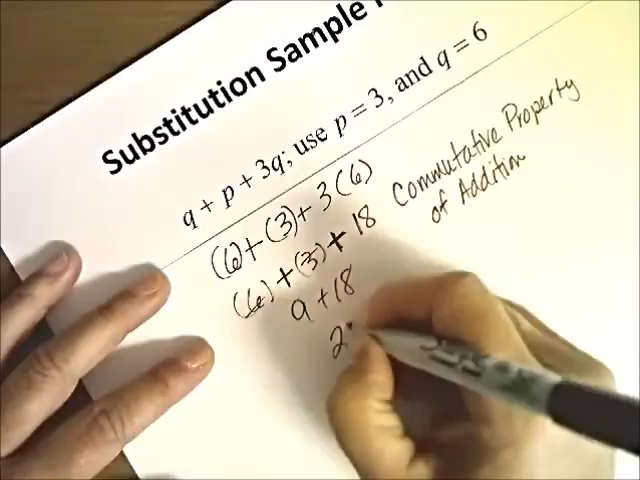 Substitution Sample
q + p + 3q; use p = 3, and q = 6
(6)+(3)+ 3(6)
Commutative Property
of Addition
(6)+(3)+ 18
9 +18
2